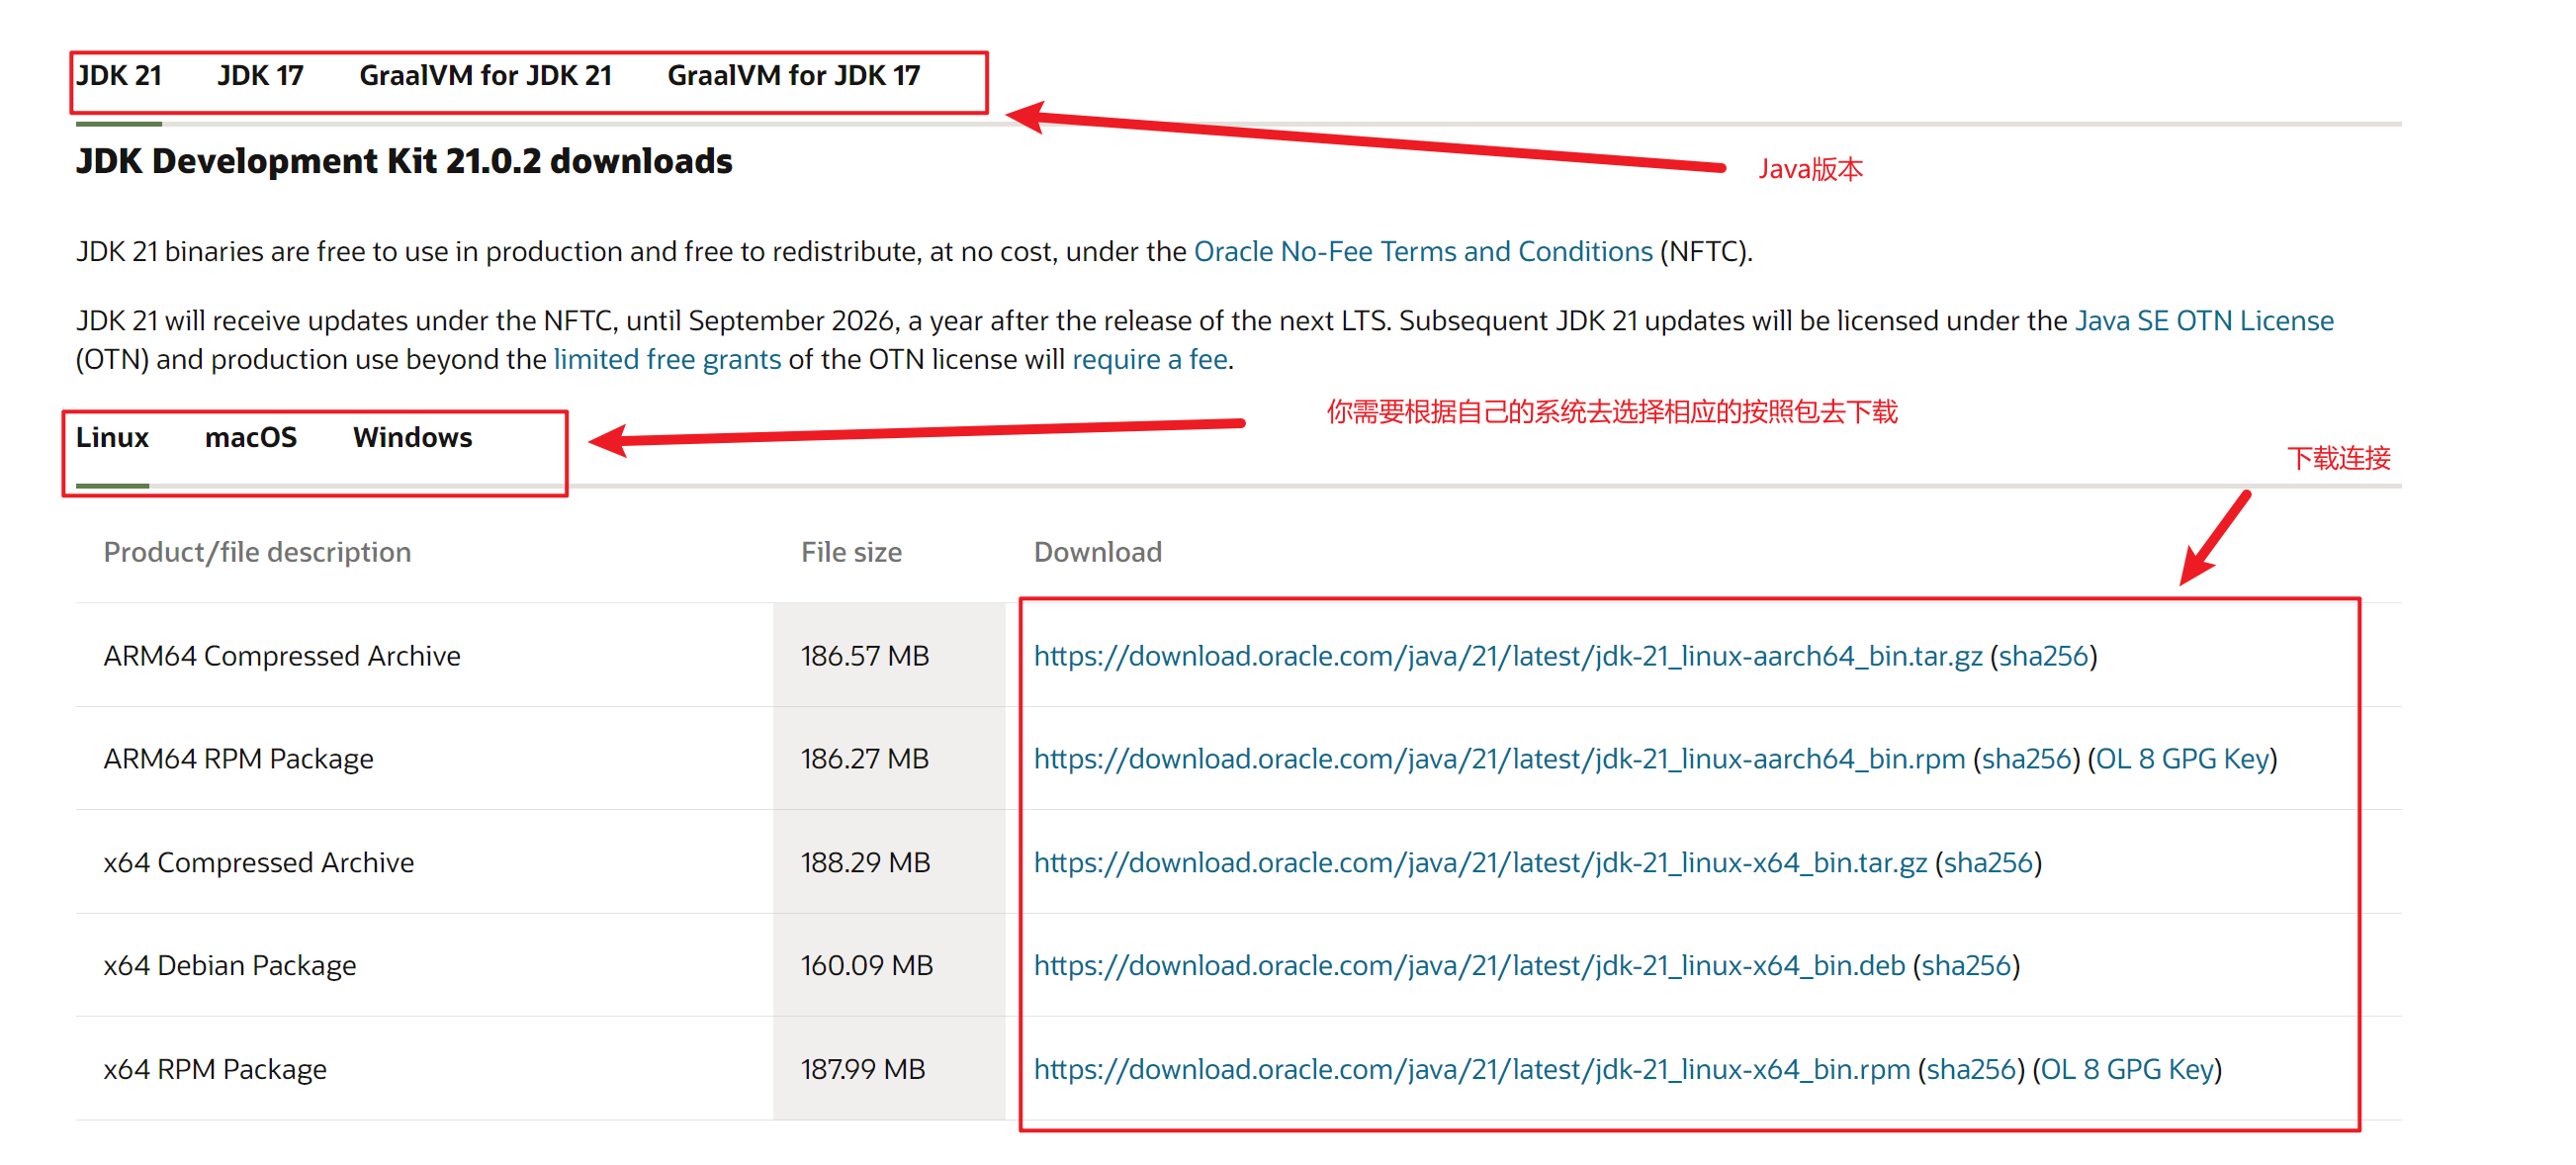 JDK 21 JDK 17 GraalVM for JDK 21 GraalVM for JDK 17
Java版本
JDK Development Kit 21.0.2 downloads
JDK 21 binaries are free to use in production and free to redistribute, at no cost, under the Oracle No-Fee Terms and Conditions (NFTC).
JDK 21 will receive updates under the NFTC, until September 2026, a year after the release of the next LTS. Subsequent JDK 21 updates will be licensed under the Java SE OTN License
(OTN) and production use beyond the limited free grants of the OTN license will require a fee.
你需要根据自己的系统去选择相应的按照包去下载
Linux macOS Windows
下载连接
Product/file description File size Download
ARM64 Compressed Archive 186.57 MB https://download.oracle.com/java/21/latest/jdk-21_linux-aarch64_bin.tar.gz (sha256)
ARM64 RPM Package 186.27 MB https://download.oracle.com/java/21/latest/jdk-21_linux-aarch64_bin.rpm (sha256) (OL 8 GPG Key)
x64 Compressed Archive 188.29 MB https://download.oracle.com/java/21/latest/jdk-21_linux-x64_bin.tar.gz (sha256)
x64 Debian Package 160.09 MB https://download.oracle.com/java/21/latest/jdk-21_linux-x64_bin.deb (sha256)
x64 RPM Package 187.99 MB https://download.oracle.com/java/21/latest/jdk-21_linux-x64_bin.rpm (sha256) (OL 8 GPG Key)